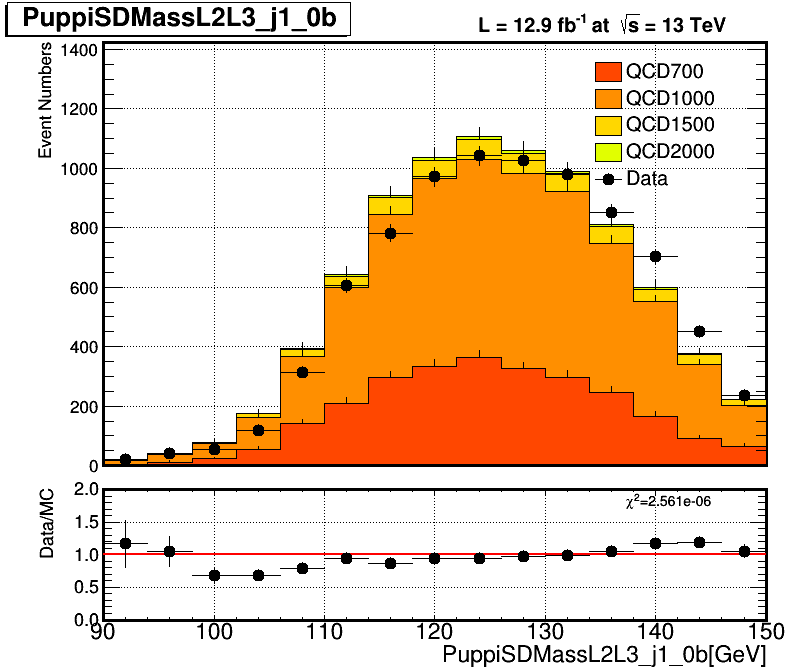 PuppiSDMassL2L3_j1_0b
L = 12.9 fb⁻¹ at √s = 13 TeV
Event Numbers
1400
1200
1000
800
600
400
200
0
QCD700
QCD1000
QCD1500
QCD2000
Data
Data/MC
2.0
1.5
1.0
0.5
0.0
χ²=2.561e-06
90 100 110 120 130 140 150
PuppiSDMassL2L3_j1_0b[GeV]